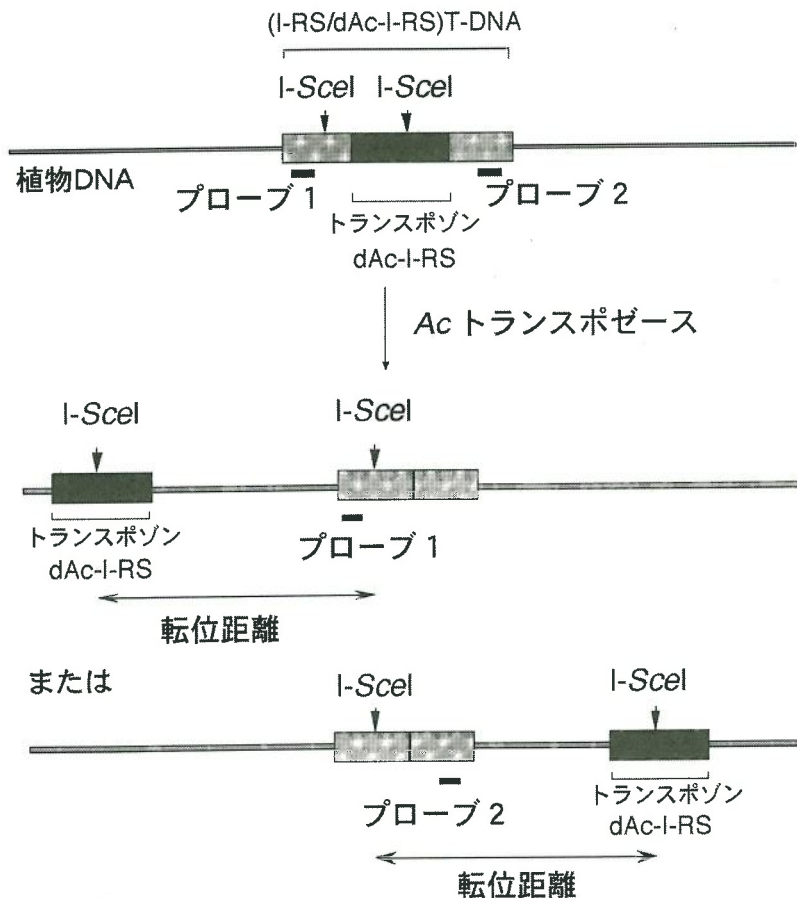 (I-RS/dAc-I-RS)T-DNA
I-SceI I-SceI
植物DNA
プローブ 1
プローブ 2
トランスポゾン
dAc-I-RS
Ac トランスポゼース
I-SceI
I-SceI
トランスポゾン
dAc-I-RS
プローブ 1
転位距離
または
I-SceI
I-SceI
プローブ 2
トランスポゾン
dAc-I-RS
転位距離